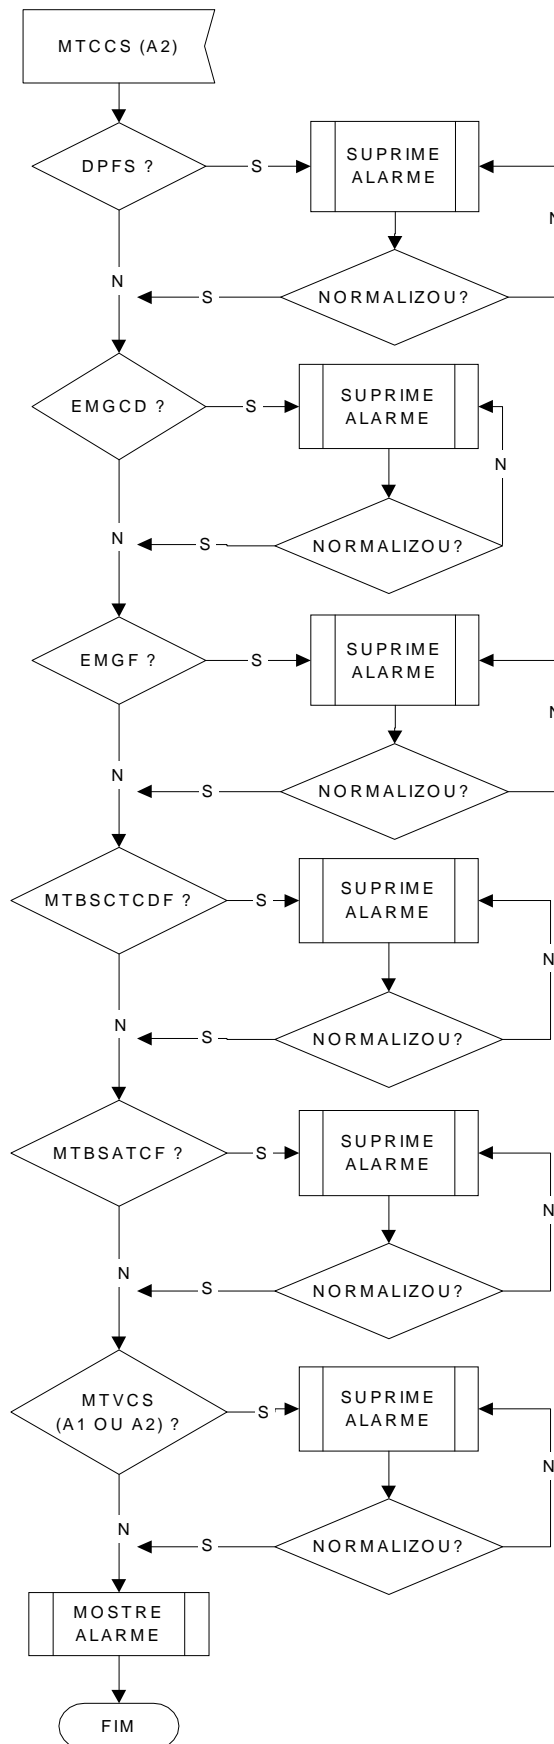 MTCCS (A2)
DPFS ?
S
SUPRIME
ALARME
N
N
S
NORMALIZOU?
EMGCD ?
S
SUPRIME
ALARME
N
N
S
NORMALIZOU?
EMGF ?
S
SUPRIME
ALARME
N
N
S
NORMALIZOU?
MTBSCTCDF ?
S
SUPRIME
ALARME
N
N
S
NORMALIZOU?
MTBSATCF ?
S
SUPRIME
ALARME
N
N
S
NORMALIZOU?
MTVCS
(A1 OU A2) ?
S
SUPRIME
ALARME
N
N
S
NORMALIZOU?
MOSTRE
ALARME
FIM